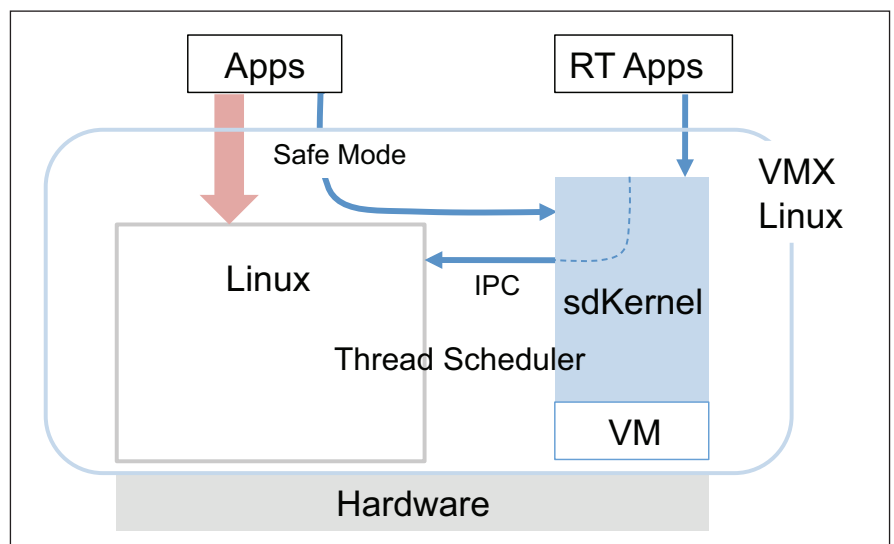 Apps
RT Apps
Safe Mode
VMX
Linux
Linux
IPC
sdKernel
Thread Scheduler
VM
Hardware